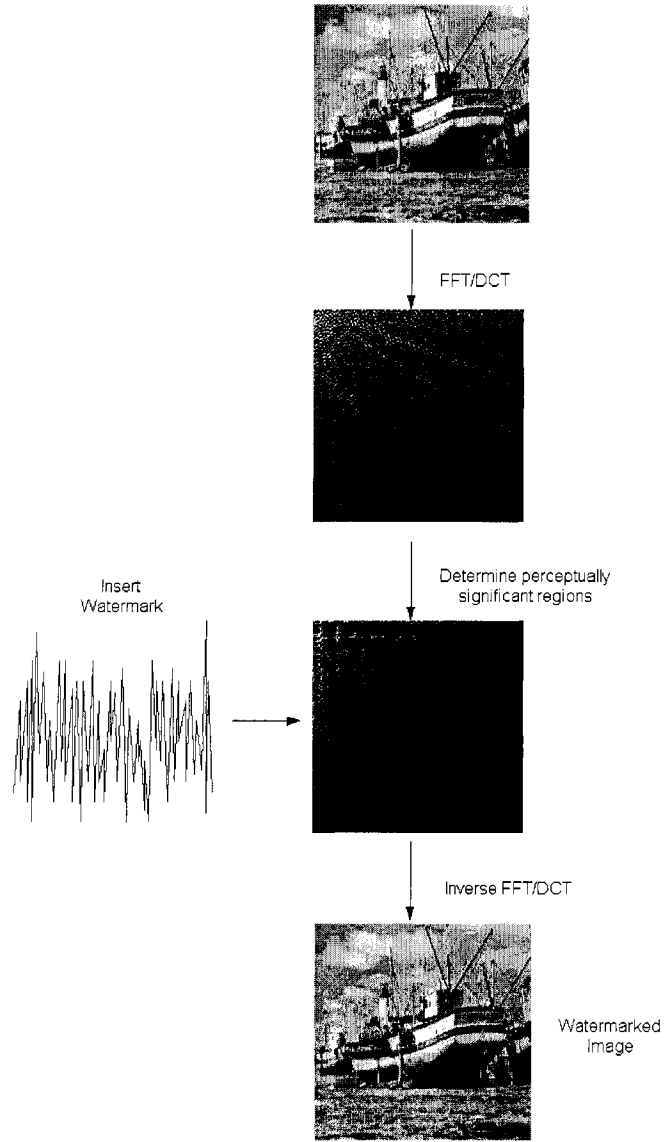 FFT/DCT
Determine perceptually
significant regions
Insert
Watermark
Inverse FFT/DCT
Watermarked
Image